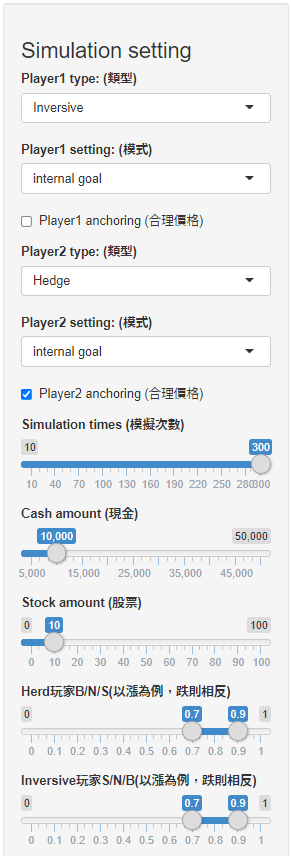 Simulation setting
Player1 type: (類型)
Inversive
Player1 setting: (模式)
internal goal
Player1 anchoring (合理價格)
Player2 type: (類型)
Hedge
Player2 setting: (模式)
internal goal
Player2 anchoring (合理價格)
Simulation times (模擬次數)
10 300
10 40 70 100 130 160 190 220 250 280 300
Cash amount (現金)
10,000 50,000
5,000 15,000 25,000 35,000 45,000
Stock amount (股票)
0 10 100
0 10 20 30 40 50 60 70 80 90 100
Herd玩家B/N/S(以漲為例，跌則相反)
0 0.7 0.9 1
0 0.1 0.2 0.3 0.4 0.5 0.6 0.7 0.8 0.9 1
Inversive玩家S/N/B(以漲為例，跌則相反)
0 0.7 0.9 1
0 0.1 0.2 0.3 0.4 0.5 0.6 0.7 0.8 0.9 1